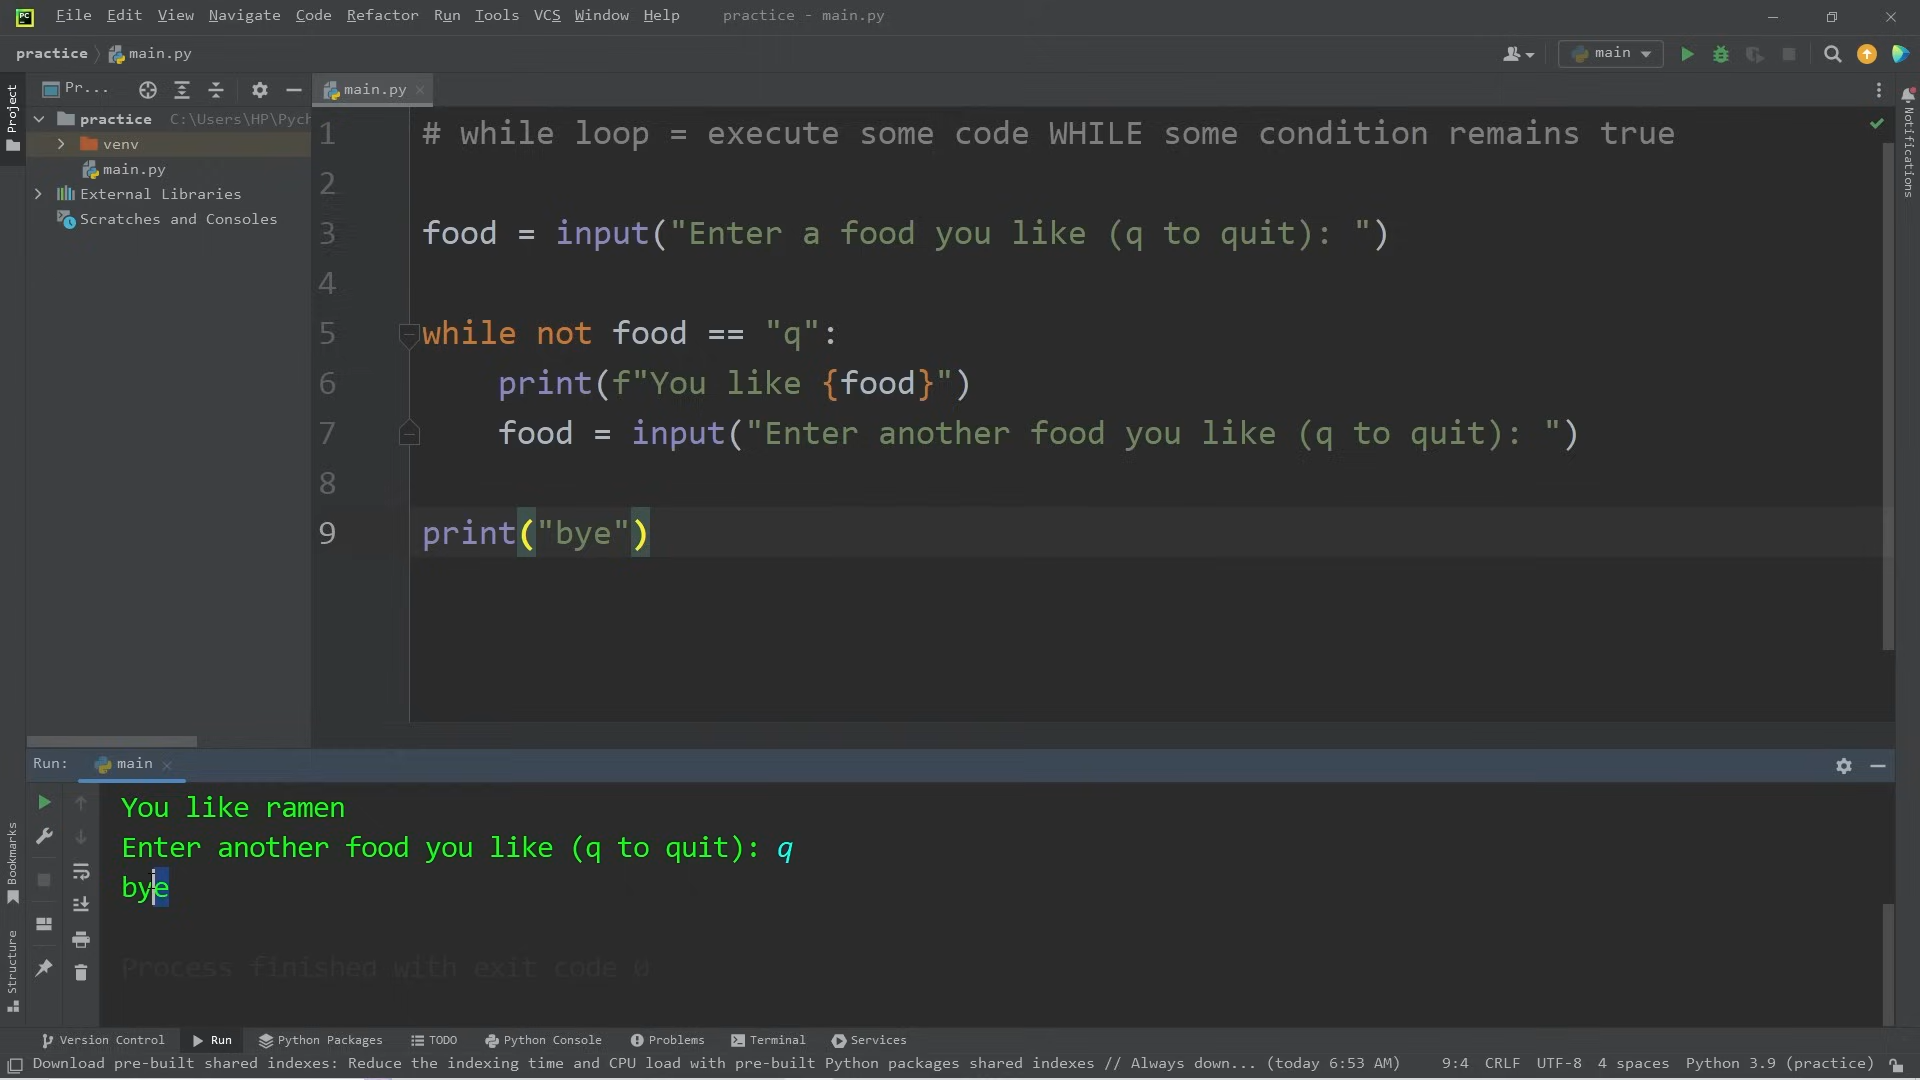 PC
File Edit View Navigate Code Refactor Run Tools VCS Window Help practice - main.py
practice main.py
main
Project
Pr...
main.py
Notifications
practice C:\Users\HP\Pych
venv
main.py
External Libraries
Scratches and Consoles
1 # while loop = execute some code WHILE some condition remains true
2
3 food = input("Enter a food you like (q to quit): ")
4
5 while not food == "q":
6 print(f"You like {food}")
7 food = input("Enter another food you like (q to quit): ")
8
9 print("bye")
Run: main
You like ramen
Enter another food you like (q to quit): q
bye
Process finished with exit code 0
Bookmarks
Structure
Version Control Run Python Packages TODO Python Console Problems Terminal Services
Download pre-built shared indexes: Reduce the indexing time and CPU load with pre-built Python packages shared indexes // Always down... (today 6:53 AM) 9:4 CRLF UTF-8 4 spaces Python 3.9 (practice)